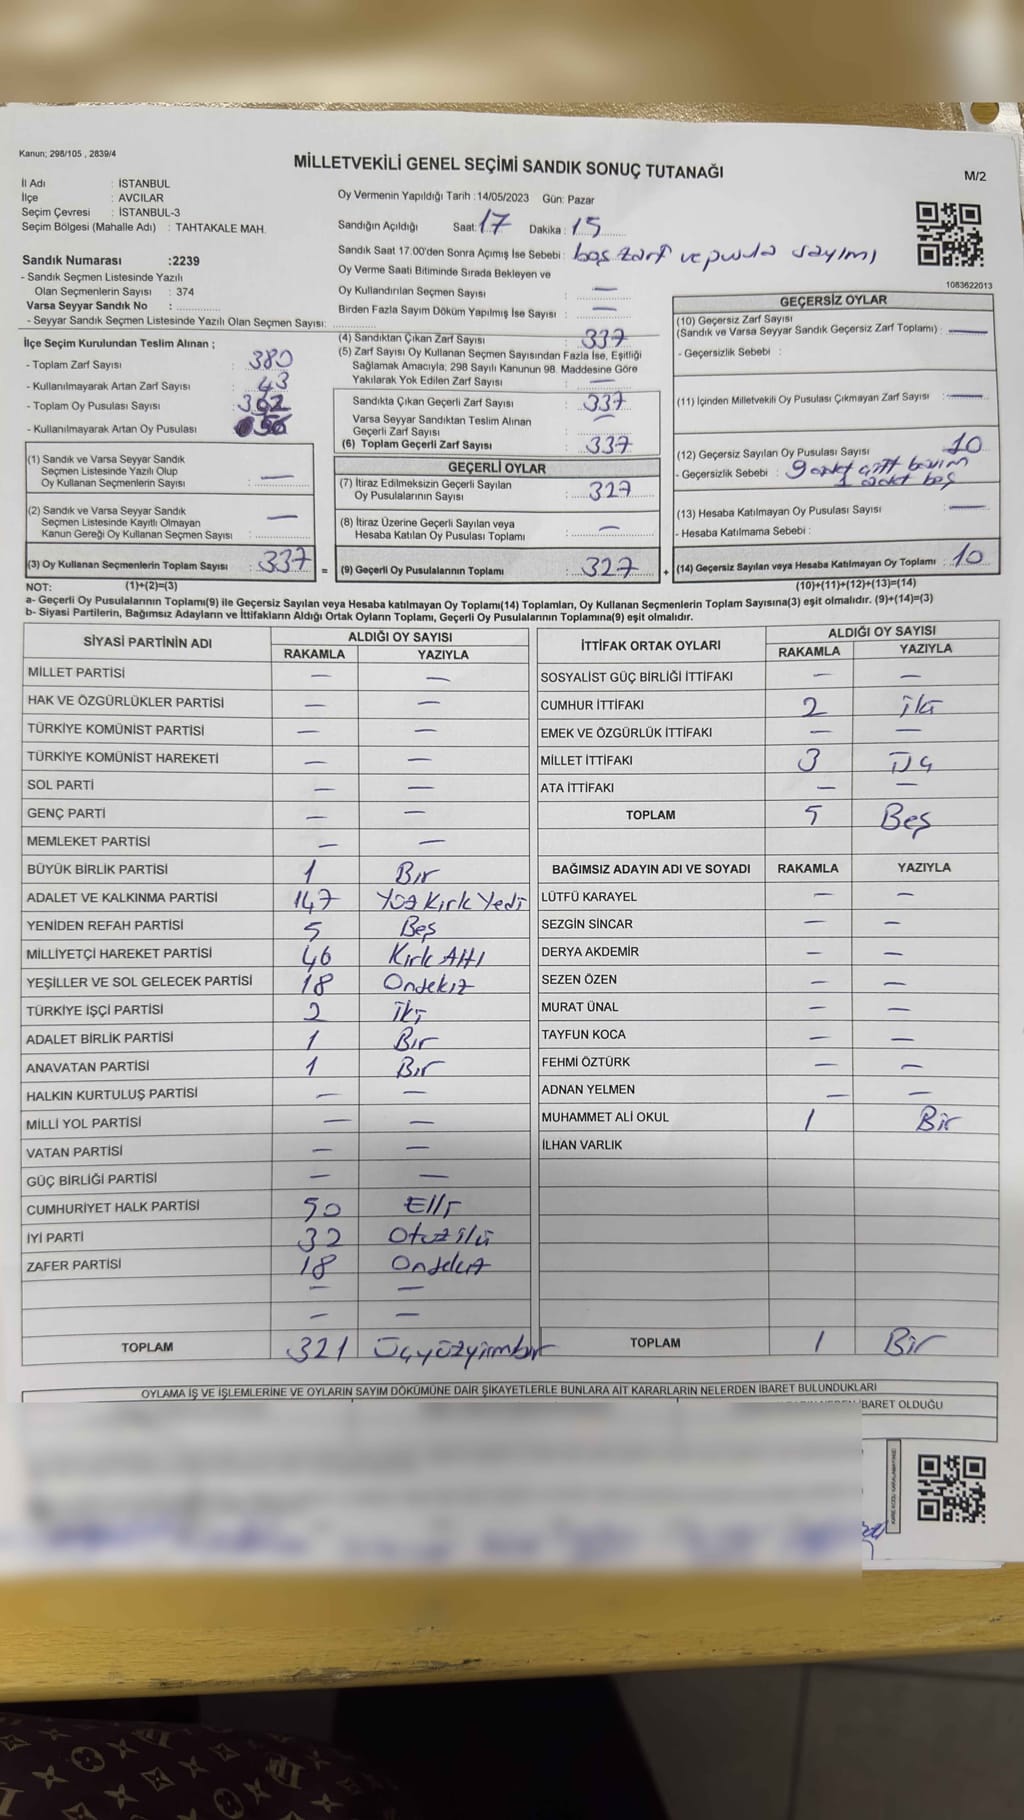 Kanun; 298/105 , 2839/4
MİLLETVEKİLİ GENEL SEÇİMİ SANDIK SONUÇ TUTANAĞI
M/2
İl Adı : İSTANBUL
İlçe : AVCILAR
Seçim Çevresi : İSTANBUL-3
Seçim Bölgesi (Mahalle Adı) : TAHTAKALE MAH.
Sandık Numarası :2239
- Sandık Seçmen Listesinde Yazılı
Olan Seçmenlerin Sayısı : 374
Varsa Seyyar Sandık No :
- Seyyar Sandık Seçmen Listesinde Yazılı Olan Seçmen Sayısı:
Oy Vermenin Yapıldığı Tarih :14/05/2023 Gün: Pazar
Sandığın Açıldığı Saat: 17 Dakika : 15
Sandık Saat 17.00'den Sonra Açımış İse Sebebi : boş zarf ve pusula sayımı
Oy Verme Saati Bitiminde Sırada Bekleyen ve
Oy Kullandırılan Seçmen Sayısı : —
Birden Fazla Sayım Döküm Yapılmış İse Sayısı : —
1083622013
İlçe Seçim Kurulundan Teslim Alınan ;
- Toplam Zarf Sayısı : 380
- Kullanılmayarak Artan Zarf Sayısı : 43
- Toplam Oy Pusulası Sayısı
- Kullanılmayarak Artan Oy Pusulası
(1) Sandık ve Varsa Seyyar Sandık
Seçmen Listesinde Yazılı Olup
Oy Kullanan Seçmenlerin Sayısı : —
(2) Sandık ve Varsa Seyyar Sandık
Seçmen Listesinde Kayıtlı Olmayan
Kanun Gereği Oy Kullanan Seçmen Sayısı : —
(3) Oy Kullanan Seçmenlerin Toplam Sayısı : 337
(4) Sandıktan Çıkan Zarf Sayısı : 337
(5) Zarf Sayısı Oy Kullanan Seçmen Sayısından Fazla İse, Eşitliği
Sağlamak Amacıyla; 298 Sayılı Kanunun 98. Maddesine Göre
Yakılarak Yok Edilen Zarf Sayısı : —
Sandıkta Çıkan Geçerli Zarf Sayısı : 337
Varsa Seyyar Sandıktan Teslim Alınan
Geçerli Zarf Sayısı : —
(6) Toplam Geçerli Zarf Sayısı : 337
GEÇERLİ OYLAR
(7) İtiraz Edilmeksizin Geçerli Sayılan
Oy Pusulalarının Sayısı : 327
(8) İtiraz Üzerine Geçerli Sayılan veya
Hesaba Katılan Oy Pusulası Toplamı : —
= (9) Geçerli Oy Pusulalarının Toplamı : 327
GEÇERSİZ OYLAR
(10) Geçersiz Zarf Sayısı
(Sandık ve Varsa Seyyar Sandık Geçersiz Zarf Toplamı) : —
- Geçersizlik Sebebi :
(11) İçinden Milletvekili Oy Pusulası Çıkmayan Zarf Sayısı : —
(12) Geçersiz Sayılan Oy Pusulası Sayısı : 10
- Geçersizlik Sebebi : 9 adet çift basım
1 adet boş
(13) Hesaba Katılmayan Oy Pusulası Sayısı : —
- Hesaba Katılmama Sebebi :
+ (14) Geçersiz Sayılan veya Hesaba Katılmayan Oy Toplamı : 10
NOT: (1)+(2)=(3) (10)+(11)+(12)+(13)=(14)
a- Geçerli Oy Pusulalarının Toplamı(9) ile Geçersiz Sayılan veya Hesaba katılmayan Oy Toplamı(14) Toplamları, Oy Kullanan Seçmenlerin Toplam Sayısına(3) eşit olmalıdır. (9)+(14)=(3)
b- Siyasi Partilerin, Bağımsız Adayların ve İttifakların Aldığı Ortak Oyların Toplamı, Geçerli Oy Pusulalarının Toplamına(9) eşit olmalıdır.
SİYASİ PARTİNİN ADI ALDIĞI OY SAYISI
RAKAMLA YAZIYLA
MİLLET PARTİSİ — —
HAK VE ÖZGÜRLÜKLER PARTİSİ — —
TÜRKİYE KOMÜNİST PARTİSİ — —
TÜRKİYE KOMÜNİST HAREKETİ — —
SOL PARTİ — —
GENÇ PARTİ — —
MEMLEKET PARTİSİ — —
BÜYÜK BİRLİK PARTİSİ 1 Bır
ADALET VE KALKINMA PARTİSİ 147 Yüz Kırk Yedi
YENİDEN REFAH PARTİSİ 5 Beş
MİLLİYETÇİ HAREKET PARTİSİ 46 Kırk Altı
YEŞİLLER VE SOL GELECEK PARTİSİ 18 Onsekiz
TÜRKİYE İŞÇİ PARTİSİ 2 İki
ADALET BİRLİK PARTİSİ 1 Bır
ANAVATAN PARTİSİ 1 Bır
HALKIN KURTULUŞ PARTİSİ — —
MİLLİ YOL PARTİSİ — —
VATAN PARTİSİ — —
GÜÇ BİRLİĞİ PARTİSİ — —
CUMHURİYET HALK PARTİSİ 50 Elli
İYİ PARTİ 32 Otuz iki
ZAFER PARTİSİ 18 Onsekiz
— —
— —
TOPLAM 321 Üçyüzyirmibir
İTTİFAK ORTAK OYLARI ALDIĞI OY SAYISI
RAKAMLA YAZIYLA
SOSYALİST GÜÇ BİRLİĞİ İTTİFAKI — —
CUMHUR İTTİFAKI 2 iki
EMEK VE ÖZGÜRLÜK İTTİFAKI — —
MİLLET İTTİFAKI 3 Üç
ATA İTTİFAKI — —
TOPLAM 5 Beş
BAĞIMSIZ ADAYIN ADI VE SOYADI RAKAMLA YAZIYLA
LÜTFÜ KARAYEL — —
SEZGİN SİNCAR — —
DERYA AKDEMİR — —
SEZEN ÖZEN — —
MURAT ÜNAL — —
TAYFUN KOCA — —
FEHMİ ÖZTÜRK — —
ADNAN YELMEN — —
MUHAMMET ALİ OKUL 1 Bir
İLHAN VARLIK
TOPLAM 1 Bir
OYLAMA İŞ VE İŞLEMLERİNE VE OYLARIN SAYIM DÖKÜMÜNE DAİR ŞİKAYETLERLE BUNLARA AİT KARARLARIN NELERDEN İBARET BULUNDUKLARI
İBARET OLDUĞU